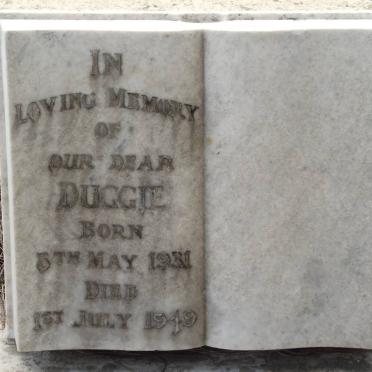 IN
LOVING MEMORY
OF
OUR DEAR
DUGGIE
BORN
5TH MAY 1931
DIED
1ST JULY 1949